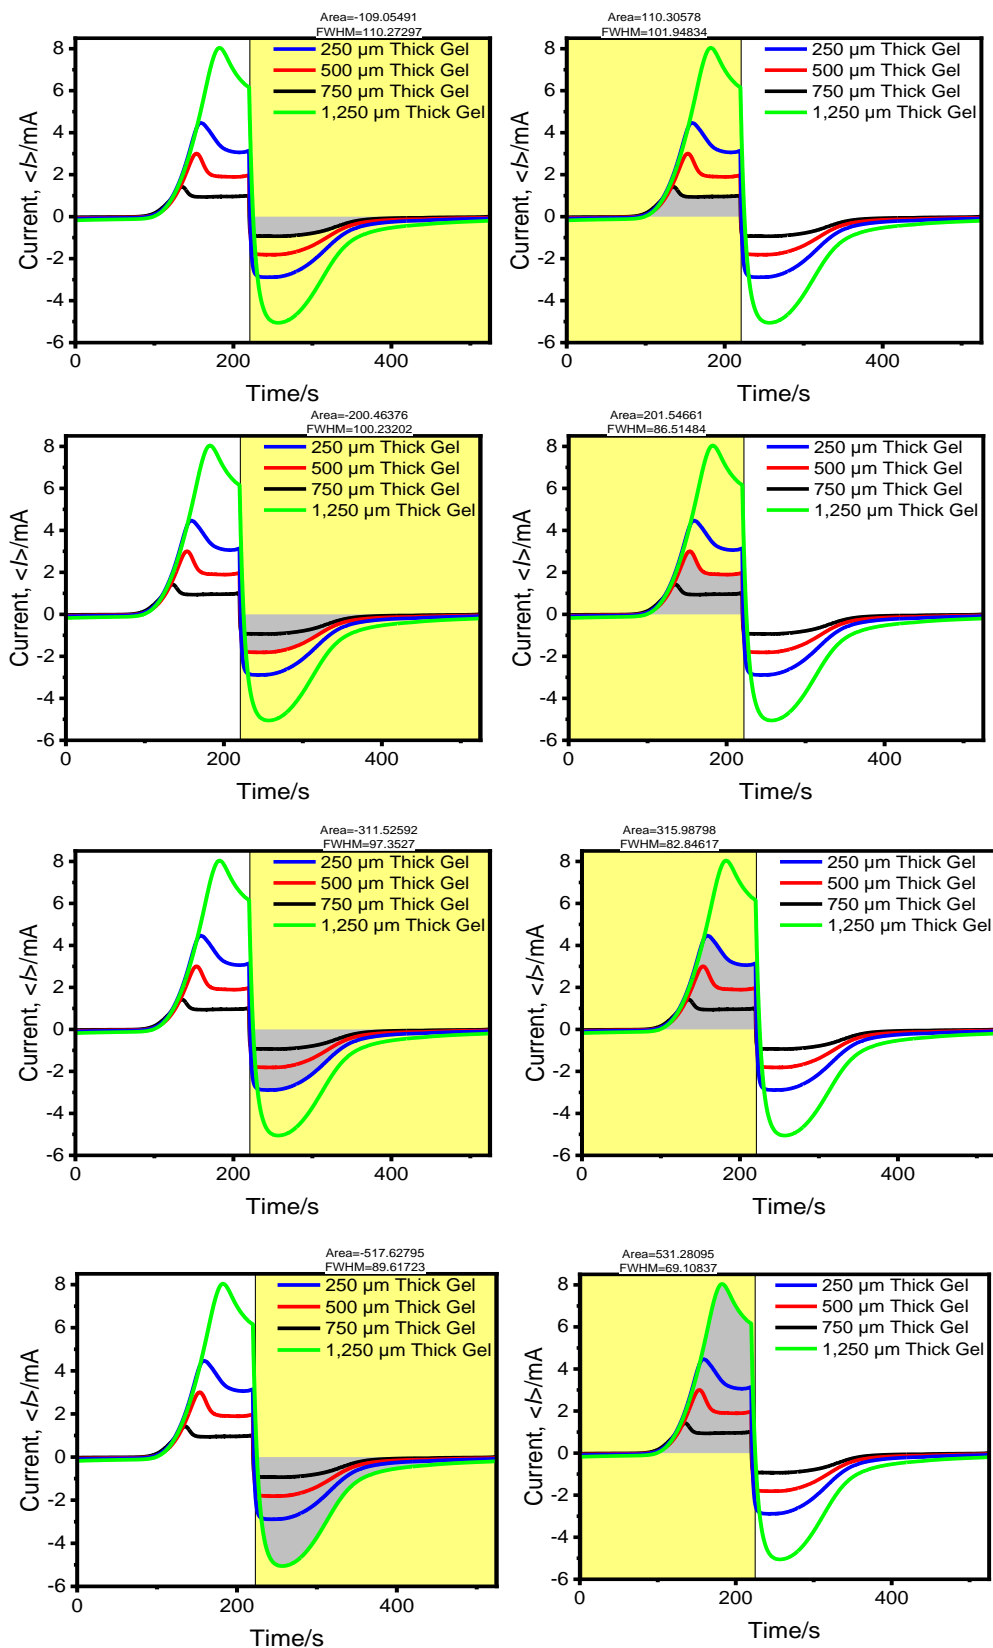 Area=-109.05491
FWHM=110.27297
250 µm Thick Gel
500 µm Thick Gel
750 µm Thick Gel
1,250 µm Thick Gel
8
6
4
2
0
-2
-4
-6
Current, <I>/mA
0 200 400
Time/s
Area=110.30578
FWHM=101.94834
250 µm Thick Gel
500 µm Thick Gel
750 µm Thick Gel
1,250 µm Thick Gel
8
6
4
2
0
-2
-4
-6
Current, <I>/mA
0 200 400
Time/s
Area=-200.46376
FWHM=100.23202
250 µm Thick Gel
500 µm Thick Gel
750 µm Thick Gel
1,250 µm Thick Gel
8
6
4
2
0
-2
-4
-6
Current, <I>/mA
0 200 400
Time/s
Area=201.54661
FWHM=86.51484
250 µm Thick Gel
500 µm Thick Gel
750 µm Thick Gel
1,250 µm Thick Gel
8
6
4
2
0
-2
-4
-6
Current, <I>/mA
0 200 400
Time/s
Area=-311.52592
FWHM=97.3527
250 µm Thick Gel
500 µm Thick Gel
750 µm Thick Gel
1,250 µm Thick Gel
8
6
4
2
0
-2
-4
-6
Current, <I>/mA
0 200 400
Time/s
Area=315.98798
FWHM=82.84617
250 µm Thick Gel
500 µm Thick Gel
750 µm Thick Gel
1,250 µm Thick Gel
8
6
4
2
0
-2
-4
-6
Current, <I>/mA
0 200 400
Time/s
Area=-517.62795
FWHM=89.61723
250 µm Thick Gel
500 µm Thick Gel
750 µm Thick Gel
1,250 µm Thick Gel
8
6
4
2
0
-2
-4
-6
Current, <I>/mA
0 200 400
Time/s
Area=531.28095
FWHM=69.10837
250 µm Thick Gel
500 µm Thick Gel
750 µm Thick Gel
1,250 µm Thick Gel
8
6
4
2
0
-2
-4
-6
Current, <I>/mA
0 200 400
Time/s